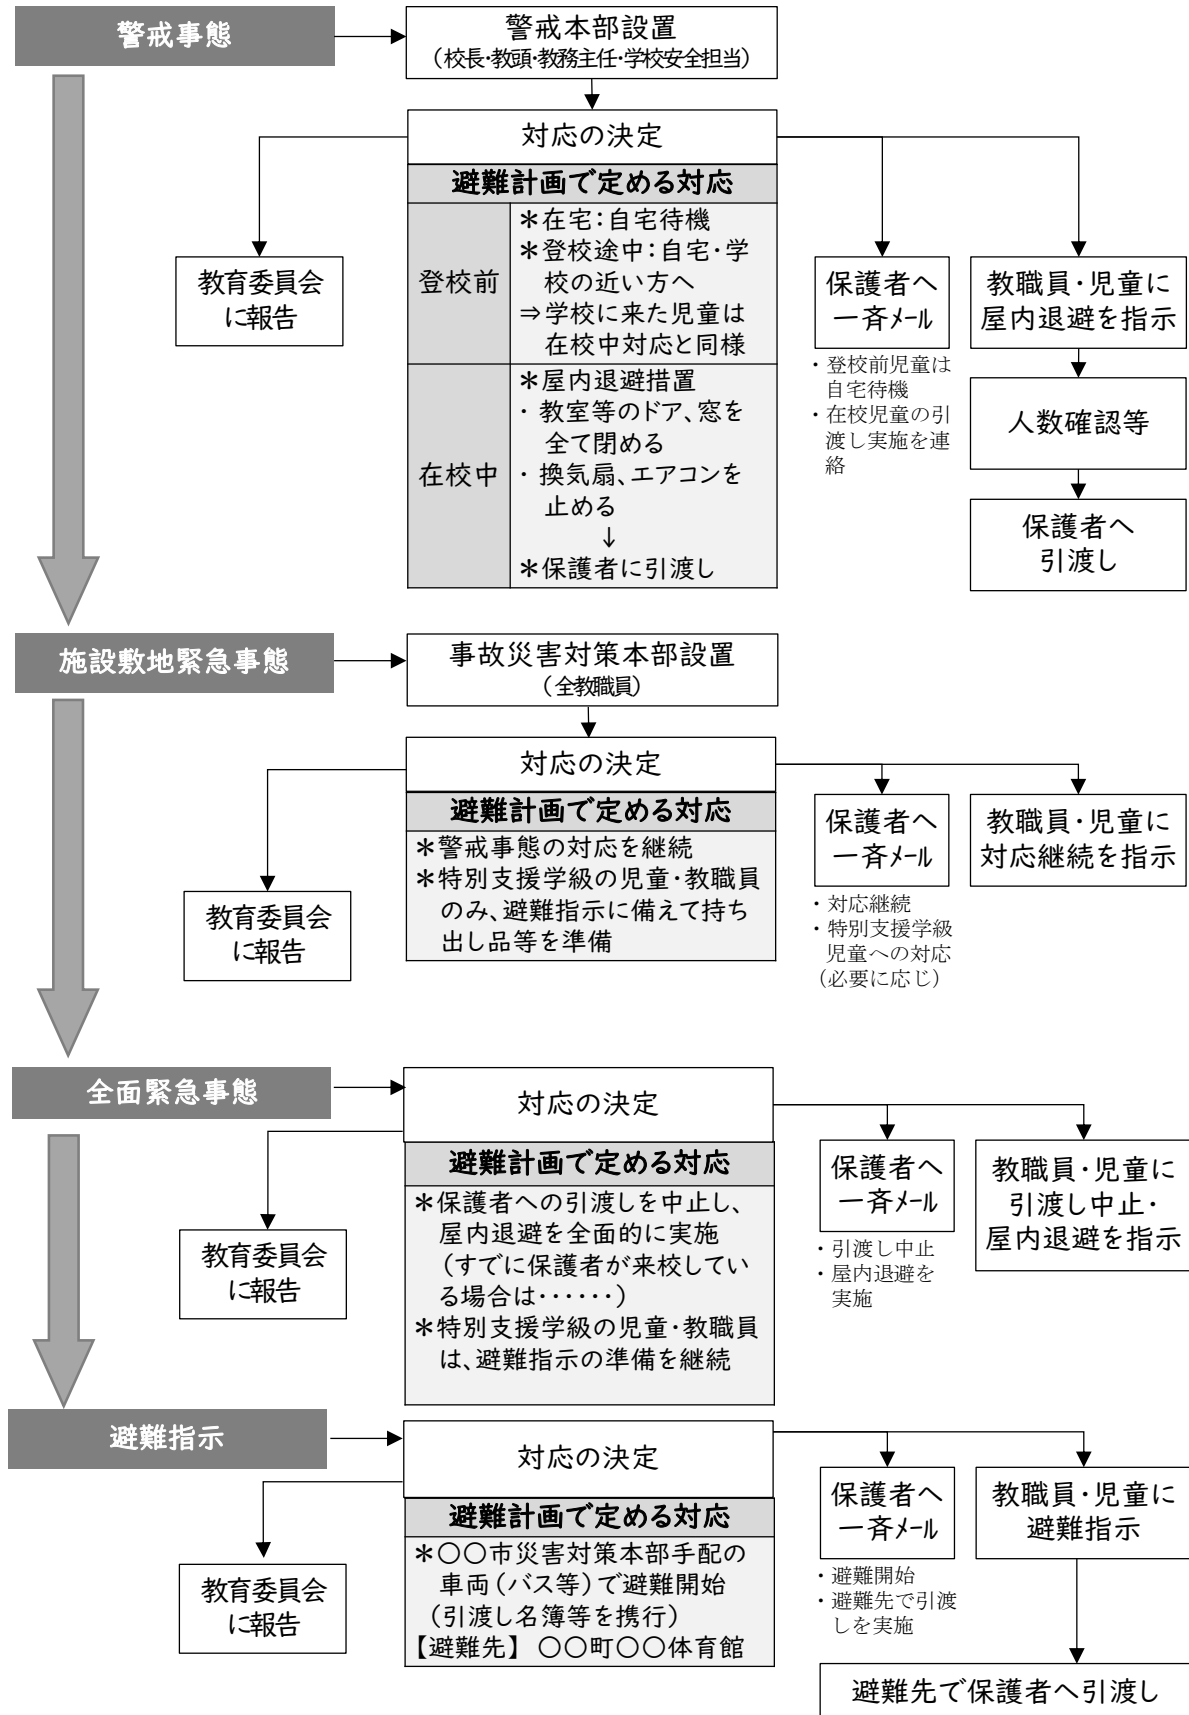 警戒事態
警戒本部設置
（校長・教頭・教務主任・学校安全担当）
対応の決定
避難計画で定める対応
登校前
＊在宅：自宅待機
＊登校途中：自宅・学
校の近い方へ
⇒学校に来た児童は
在校中対応と同様
在校中
＊屋内退避措置
・教室等のドア、窓を
全て閉める
・換気扇、エアコンを
止める
↓
＊保護者に引渡し
教育委員会
に報告
保護者へ
一斉メール
・登校前児童は
自宅待機
・在校児童の引
渡し実施を連
絡
教職員・児童に
屋内退避を指示
人数確認等
保護者へ
引渡し
施設敷地緊急事態
事故災害対策本部設置
（全教職員）
対応の決定
避難計画で定める対応
＊警戒事態の対応を継続
＊特別支援学級の児童・教職員
のみ、避難指示に備えて持ち
出し品等を準備
教育委員会
に報告
保護者へ
一斉メール
・対応継続
・特別支援学級
児童への対応
（必要に応じ）
教職員・児童に
対応継続を指示
全面緊急事態
対応の決定
避難計画で定める対応
＊保護者への引渡しを中止し、
屋内退避を全面的に実施
（すでに保護者が来校してい
る場合は・・・・・・）
＊特別支援学級の児童・教職員
は、避難指示の準備を継続
教育委員会
に報告
保護者へ
一斉メール
・引渡し中止
・屋内退避を
実施
教職員・児童に
引渡し中止・
屋内退避を指示
避難指示
対応の決定
避難計画で定める対応
＊〇〇市災害対策本部手配の
車両（バス等）で避難開始
（引渡し名簿等を携行）
【避難先】 〇〇町〇〇体育館
教育委員会
に報告
保護者へ
一斉メール
・避難開始
・避難先で引渡
しを実施
教職員・児童に
避難指示
避難先で保護者へ引渡し